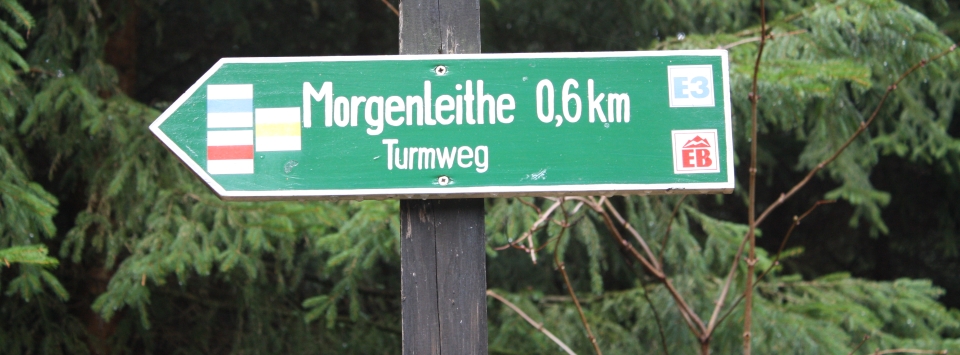 Morgenleithe 0,6 km
Turmweg
E3
EB